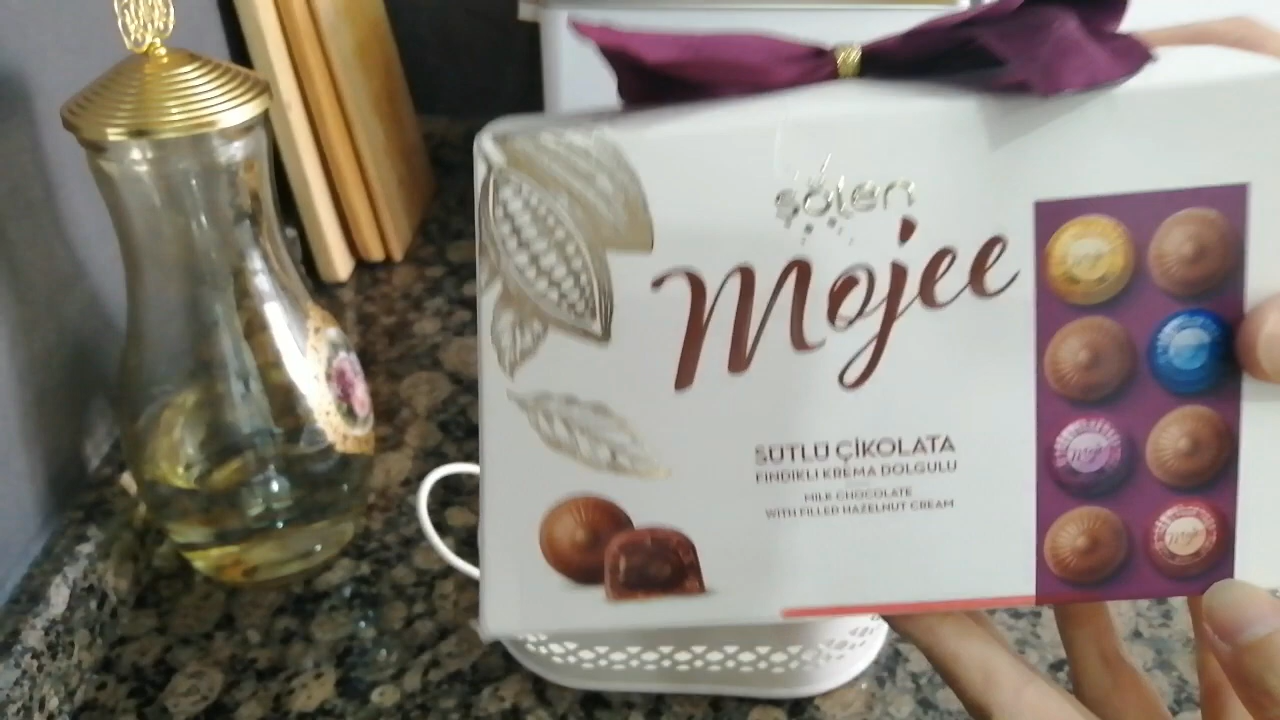 şölen
Mojee
SÜTLÜ ÇİKOLATA
FINDIKLI KREMA DOLGULU
MILK CHOCOLATE
WITH FILLED HAZELNUT CREAM